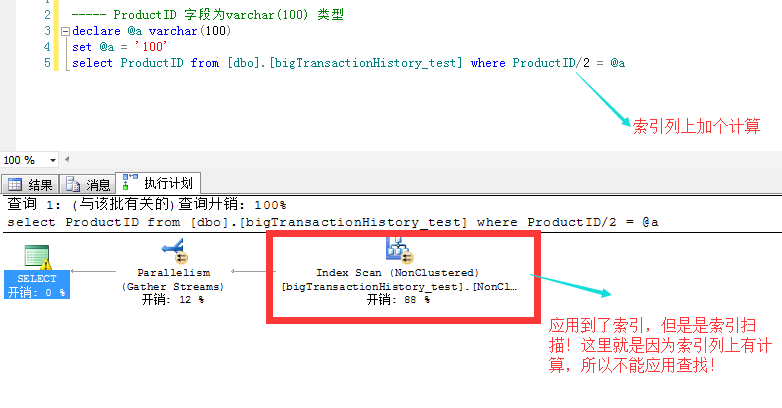 1
2 ----- ProductID 字段为varchar(100) 类型
3 declare @a varchar(100)
4 set @a = '100'
5 select ProductID from [dbo].[bigTransactionHistory_test] where ProductID/2 = @a
索引列上加个计算
100 %
结果 消息 执行计划
查询 1: (与该批有关的)查询开销: 100%
select ProductID from [dbo].[bigTransactionHistory_test] where ProductID/2 = @a
SELECT
开销: 0 %
Parallelism
(Gather Streams)
开销: 12 %
Index Scan (NonClustered)
[bigTransactionHistory_test].[NonCl…
开销: 88 %
应用到了索引，但是是索引扫
描！这里就是因为索引列上有计
算，所以不能应用查找！